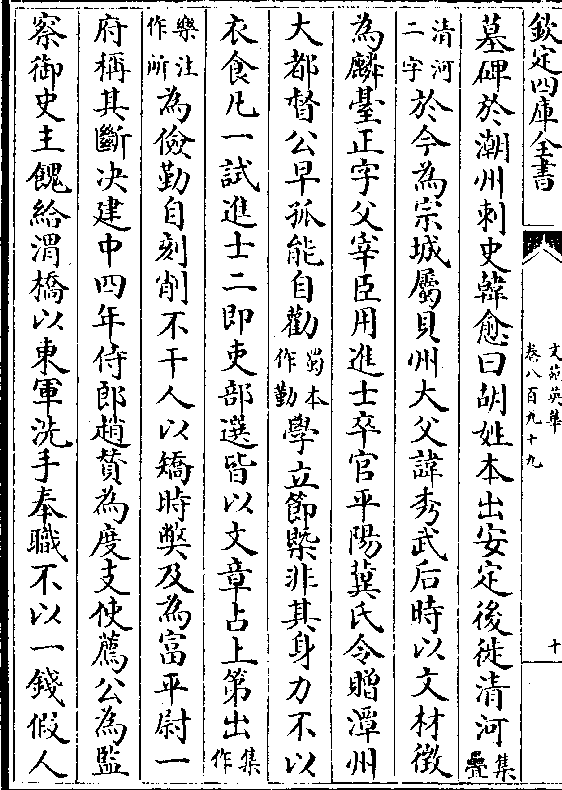 欽定四庫全書
文苑英華
卷八百九十九
十
墓碑於潮州刺史韓愈曰胡姓本出安定後徙清河集疊
清河二字於今為宗城屬貝州大父諱秀武后時以文材徵
為麟臺正字父宰臣用進士卒官平陽冀氏令贈潭州
大都督公早孤能自勸蜀本作勤學立節槩非其身力不以
衣食凡一試進士二即吏部選皆以文章占上第出集作
樂注作所為儉勤自刻削不干人以矯時弊及為富平尉一
府稱其斷决建中四年侍郎趙贊為度支使薦公為監
察御史主餽給渭橋以東軍洗手奉職不以一錢假人